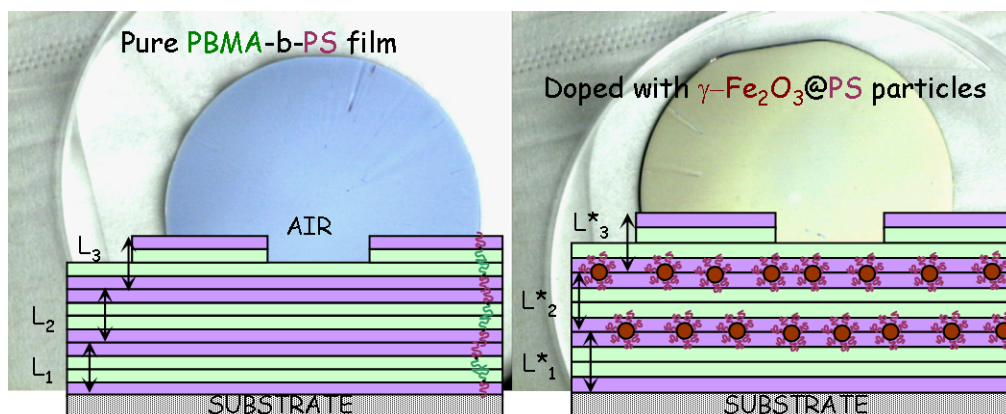 Pure PBMA-b-PS film
AIR
L₃
L₂
L₁
SUBSTRATE
Doped with γ–Fe₂O₃@PS particles
L*₃
L*₂
L*₁
SUBSTRATE